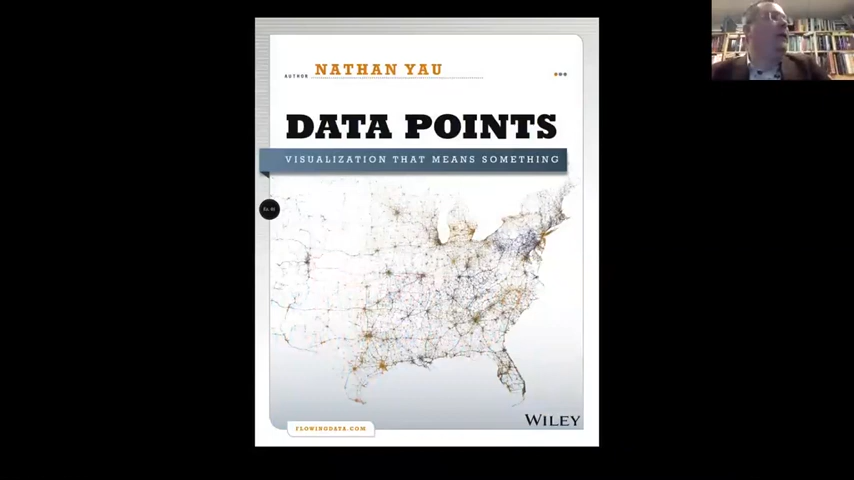 AUTHOR NATHAN YAU
DATA POINTS
VISUALIZATION THAT MEANS SOMETHING
FLOWINGDATA.COM
WILEY